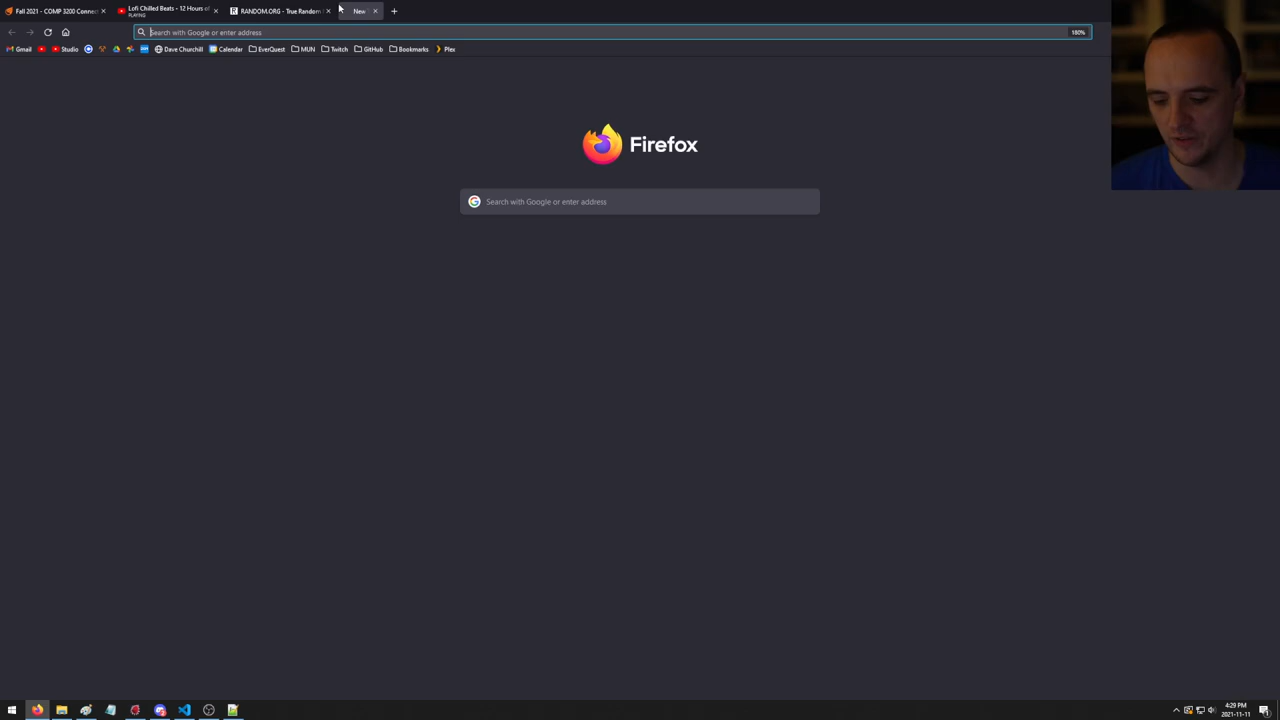 Fall 2021 - COMP 3200 Connect
Lofi Chilled Beats - 12 Hours of
PLAYING
RANDOM.ORG - True Random
New
Search with Google or enter address
180%
Gmail
Studio
Dave Churchill
Calendar
EverQuest
MUN
Twitch
GitHub
Bookmarks
Plex
Firefox
Search with Google or enter address
4:29 PM
2021-11-11